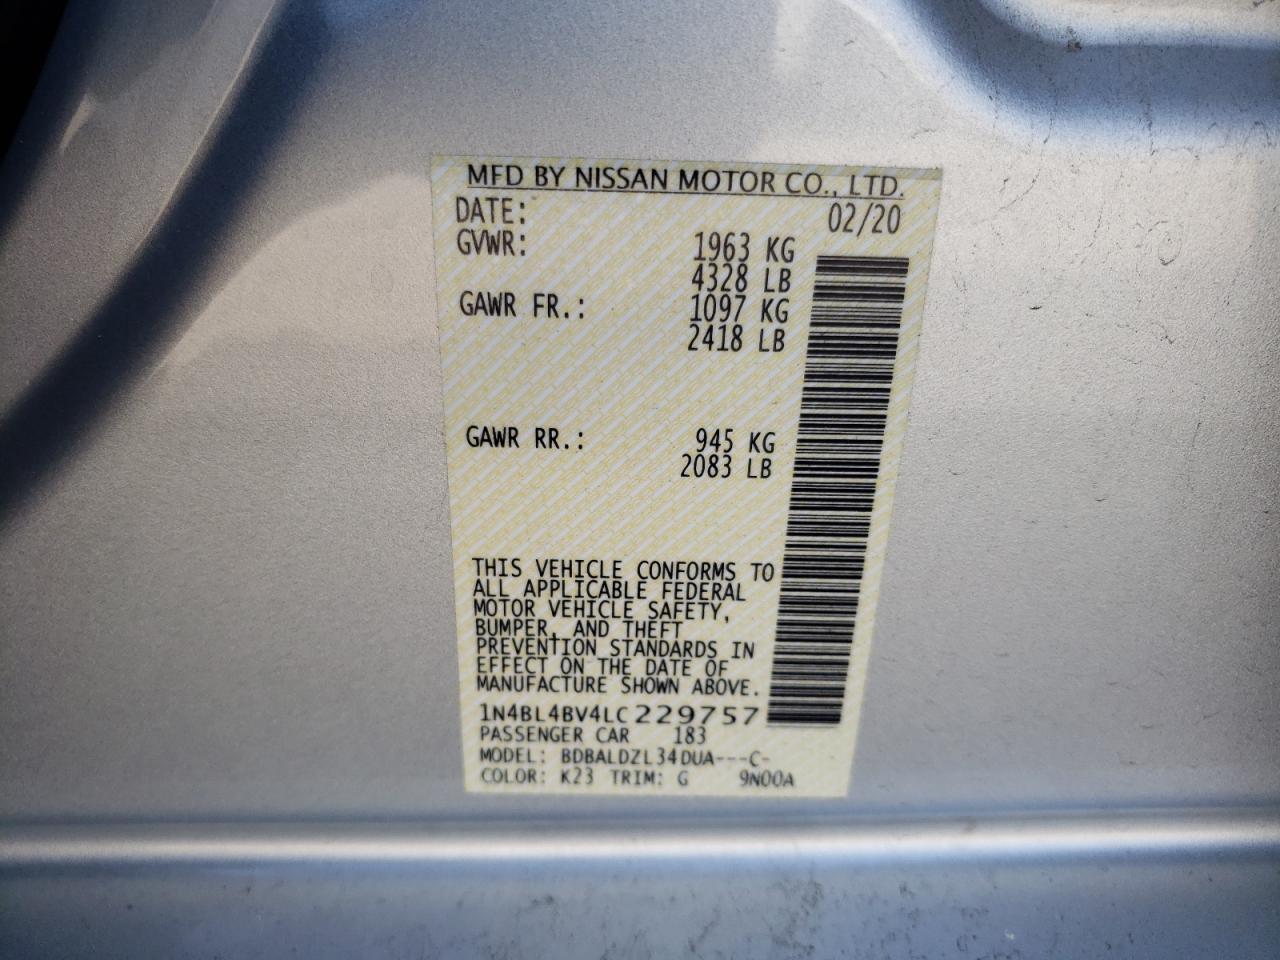 MFD BY NISSAN MOTOR CO., LTD.
DATE: 02/20
GVWR: 1963 KG
4328 LB
GAWR FR.: 1097 KG
2418 LB
GAWR RR.: 945 KG
2083 LB
THIS VEHICLE CONFORMS TO
ALL APPLICABLE FEDERAL
MOTOR VEHICLE SAFETY,
BUMPER, AND THEFT
PREVENTION STANDARDS IN
EFFECT ON THE DATE OF
MANUFACTURE SHOWN ABOVE.
1N4BL4BV4LC229757
PASSENGER CAR 183
MODEL: BDBALDZL34DUA---C-
COLOR: K23 TRIM: G 9N00A